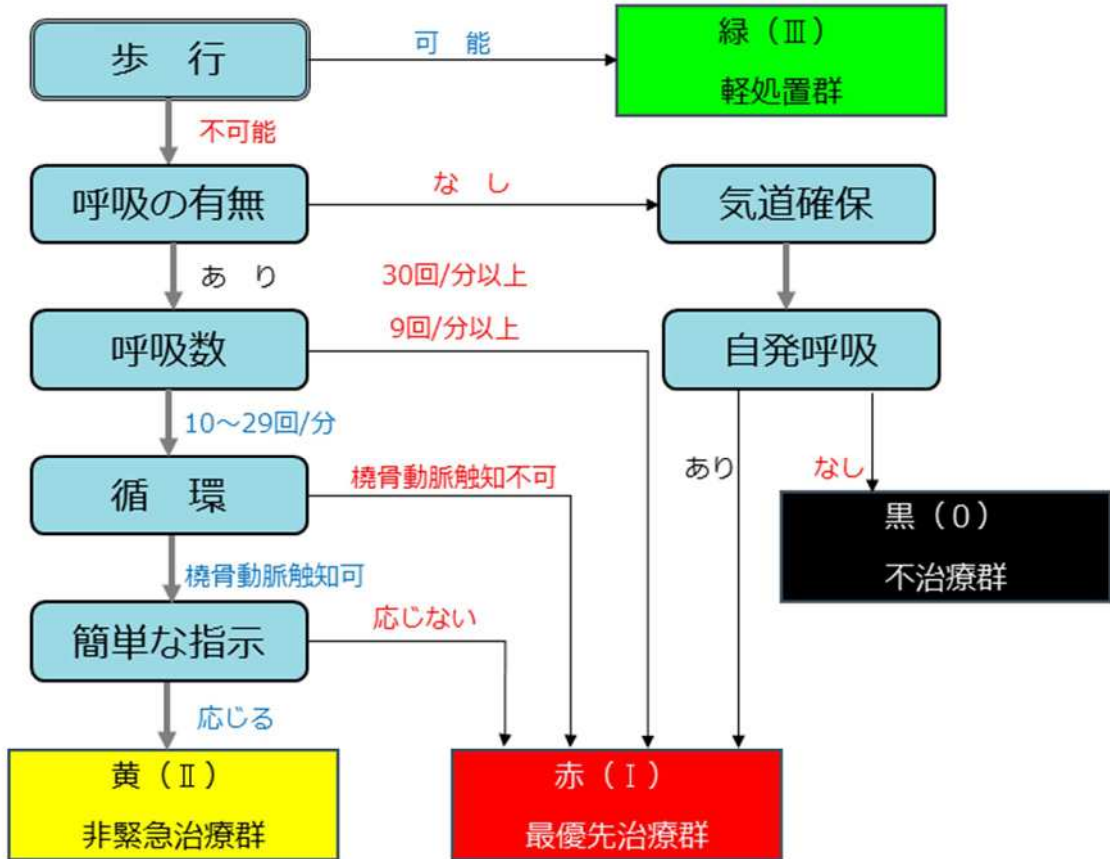 歩　行
可　能
緑（Ⅲ）
軽処置群
不可能
呼吸の有無
な　し
気道確保
あ　り
30回/分以上
9回/分以上
呼吸数
自発呼吸
10～29回/分
循　環
橈骨動脈触知不可
あり
なし
黒（０）
不治療群
橈骨動脈触知可
簡単な指示
応じない
応じる
黄（Ⅱ）
非緊急治療群
赤（Ⅰ）
最優先治療群